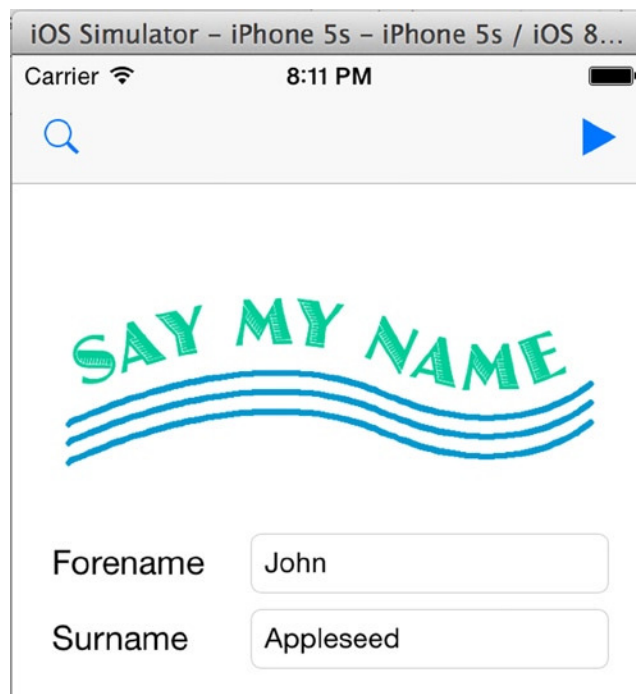 iOS Simulator – iPhone 5s – iPhone 5s / iOS 8...
Carrier 8:11 PM
SAY MY NAME
Forename John
Surname Appleseed